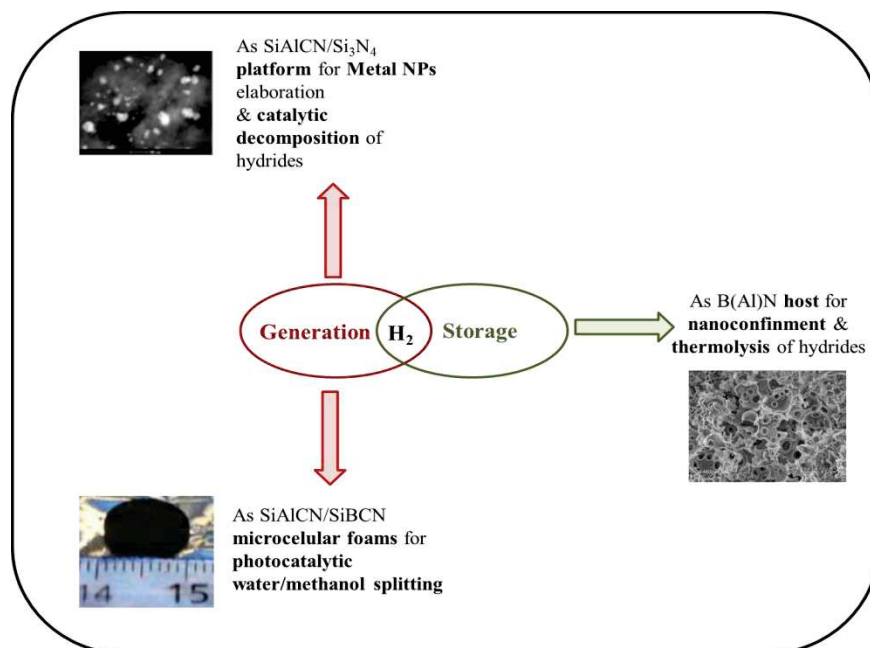 As SiAlCN/Si₃N₄
platform for Metal NPs
elaboration
& catalytic
decomposition of
hydrides
Generation
H₂
Storage
As B(Al)N host for
nanoconfinment &
thermolysis of hydrides
As SiAlCN/SiBCN
microcelular foams for
photocatalytic
water/methanol splitting
14 15